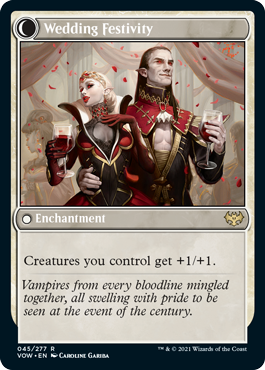 Wedding Festivity
Enchantment
Creatures you control get +1/+1.
Vampires from every bloodline mingled
together, all swelling with pride to be
seen at the event of the century.
045/277 R
VOW • EN CAROLINE GARIBA
™ & © 2021 Wizards of the Coast